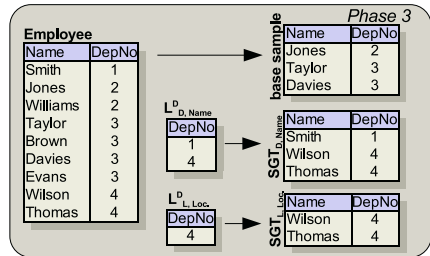 Phase 3
Employee
Name DepNo
Smith 1
Jones 2
Williams 2
Taylor 3
Brown 3
Davies 3
Evans 3
Wilson 4
Thomas 4
base sample
Name DepNo
Jones 2
Taylor 3
Davies 3
L^D_D, Name
DepNo
1
4
SGT_D, Name
Name DepNo
Smith 1
Wilson 4
Thomas 4
L^D_L, Loc.
DepNo
4
SGT_L, Loc.
Name DepNo
Wilson 4
Thomas 4